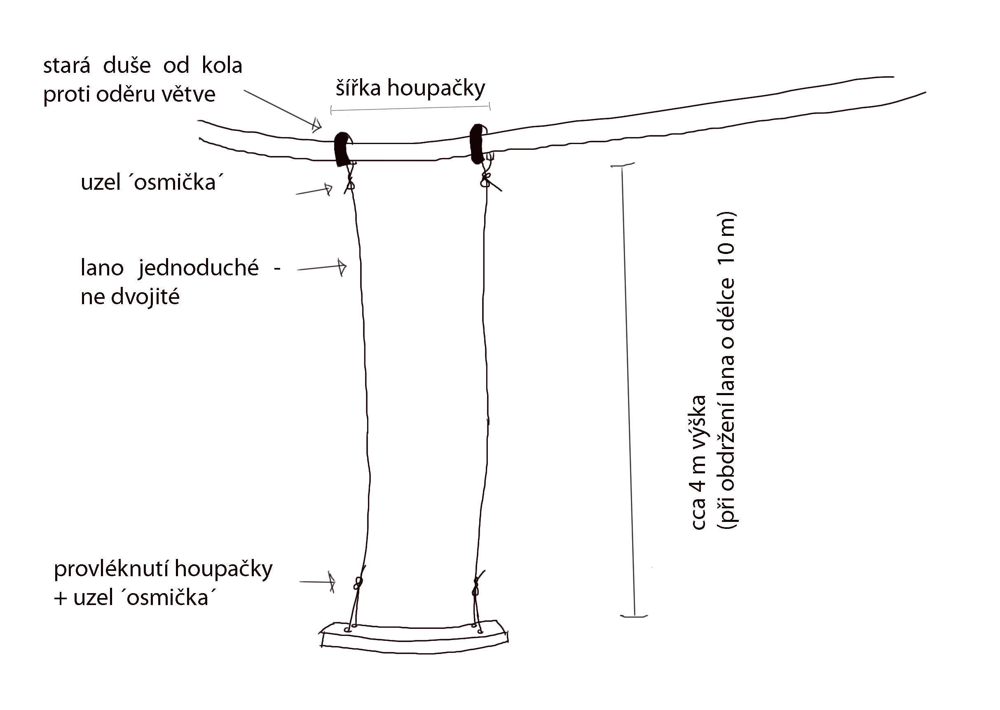 stará duše od kola
proti oděru větve
šířka houpačky
uzel ´osmička´
lano jednoduché -
ne dvojité
cca 4 m výška
(při obdržení lana o délce 10 m)
provléknutí houpačky
+ uzel ´osmička´